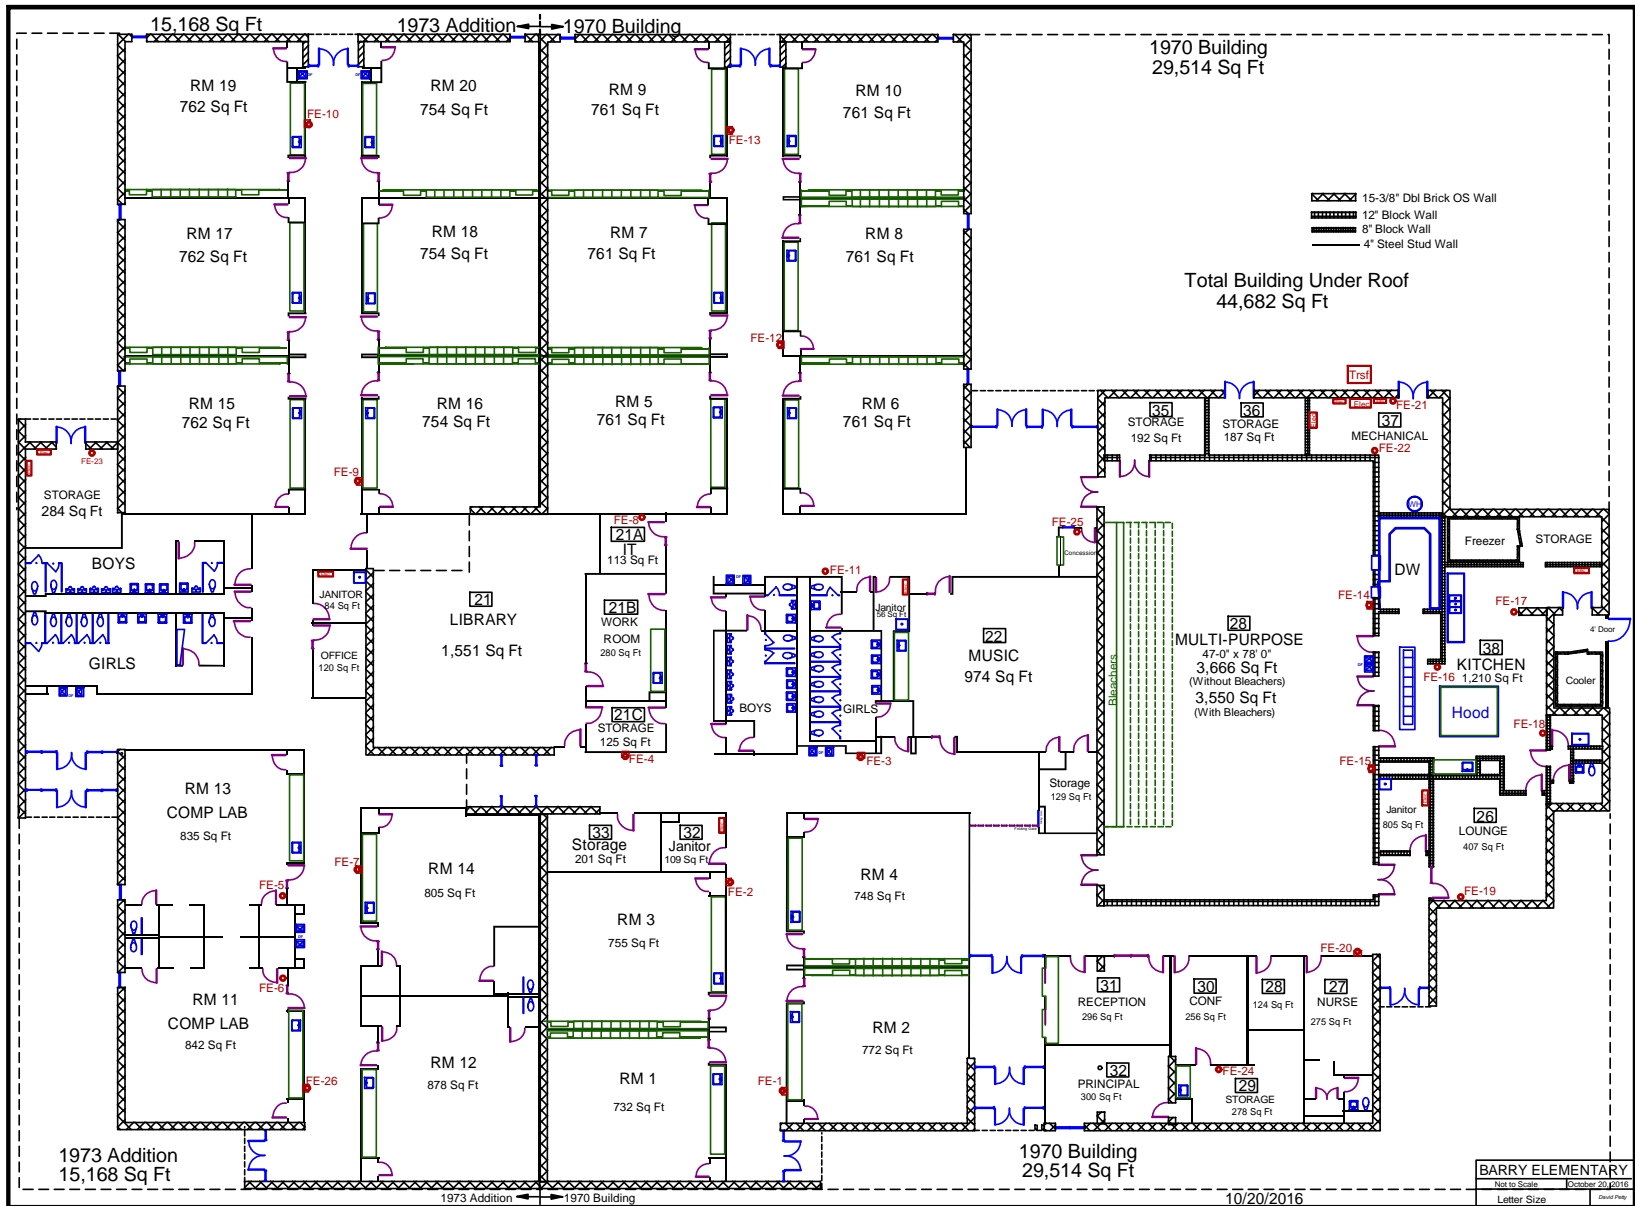 15,168 Sq Ft
1973 Addition
1970 Building
1970 Building
29,514 Sq Ft
RM 19
762 Sq Ft
FE-10
RM 20
754 Sq Ft
RM 9
761 Sq Ft
FE-13
RM 10
761 Sq Ft
15-3/8" Dbl Brick OS Wall
12" Block Wall
8" Block Wall
4" Steel Stud Wall
RM 17
762 Sq Ft
RM 18
754 Sq Ft
RM 7
761 Sq Ft
RM 8
761 Sq Ft
FE-12
Total Building Under Roof
44,682 Sq Ft
Trsf
RM 15
762 Sq Ft
RM 16
754 Sq Ft
RM 5
761 Sq Ft
RM 6
761 Sq Ft
35
STORAGE
192 Sq Ft
36
STORAGE
187 Sq Ft
Elec
FE-21
37
MECHANICAL
FE-22
FE-23
STORAGE
284 Sq Ft
FE-9
FE-8
21A
IT
113 Sq Ft
FE-25
Concession
WH
Freezer
STORAGE
BOYS
JANITOR
84 Sq Ft
21
LIBRARY
1,551 Sq Ft
21B
WORK
ROOM
280 Sq Ft
FE-11
Janitor
56 Sq Ft
DW
FE-14
FE-17
4' Door
GIRLS
OFFICE
120 Sq Ft
22
MUSIC
974 Sq Ft
Bleachers
28
MULTI-PURPOSE
47'-0" x 78' 0"
3,666 Sq Ft
(Without Bleachers)
3,550 Sq Ft
(With Bleachers)
38
KITCHEN
1,210 Sq Ft
FE-16
Cooler
Hood
21C
STORAGE
125 Sq Ft
FE-4
BOYS
GIRLS
FE-3
FE-18
FE-15
RM 13
COMP LAB
835 Sq Ft
Storage
129 Sq Ft
Janitor
805 Sq Ft
26
LOUNGE
407 Sq Ft
33
Storage
201 Sq Ft
32
Janitor
109 Sq Ft
FE-7
RM 14
805 Sq Ft
FE-2
RM 4
748 Sq Ft
FE-5
FE-19
RM 3
755 Sq Ft
FE-20
FE-6
RM 11
COMP LAB
842 Sq Ft
31
RECEPTION
296 Sq Ft
30
CONF
256 Sq Ft
28
124 Sq Ft
27
NURSE
275 Sq Ft
RM 2
772 Sq Ft
RM 12
878 Sq Ft
RM 1
732 Sq Ft
FE-26
FE-1
32
PRINCIPAL
300 Sq Ft
FE-24
29
STORAGE
278 Sq Ft
1973 Addition
15,168 Sq Ft
1970 Building
29,514 Sq Ft
1973 Addition
1970 Building
10/20/2016
BARRY ELEMENTARY
Not to Scale
October 20,2016
Letter Size
David Petty